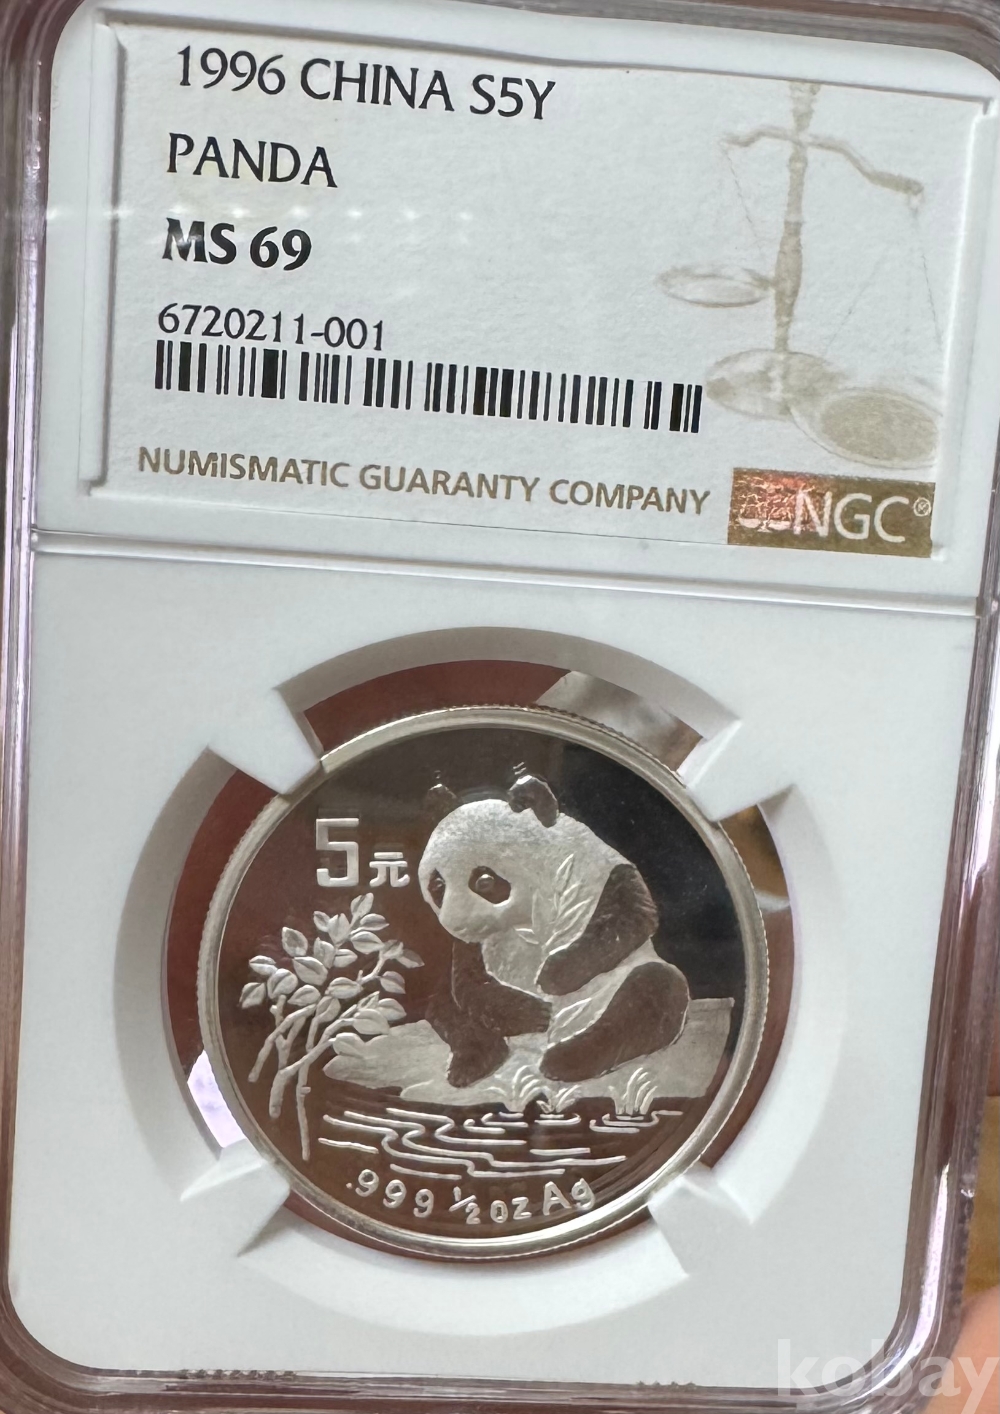 1996 CHINA S5Y
PANDA
MS 69
6720211-001
NUMISMATIC GUARANTY COMPANY
NGC®
5元
.999 ½oz Ag
kobay